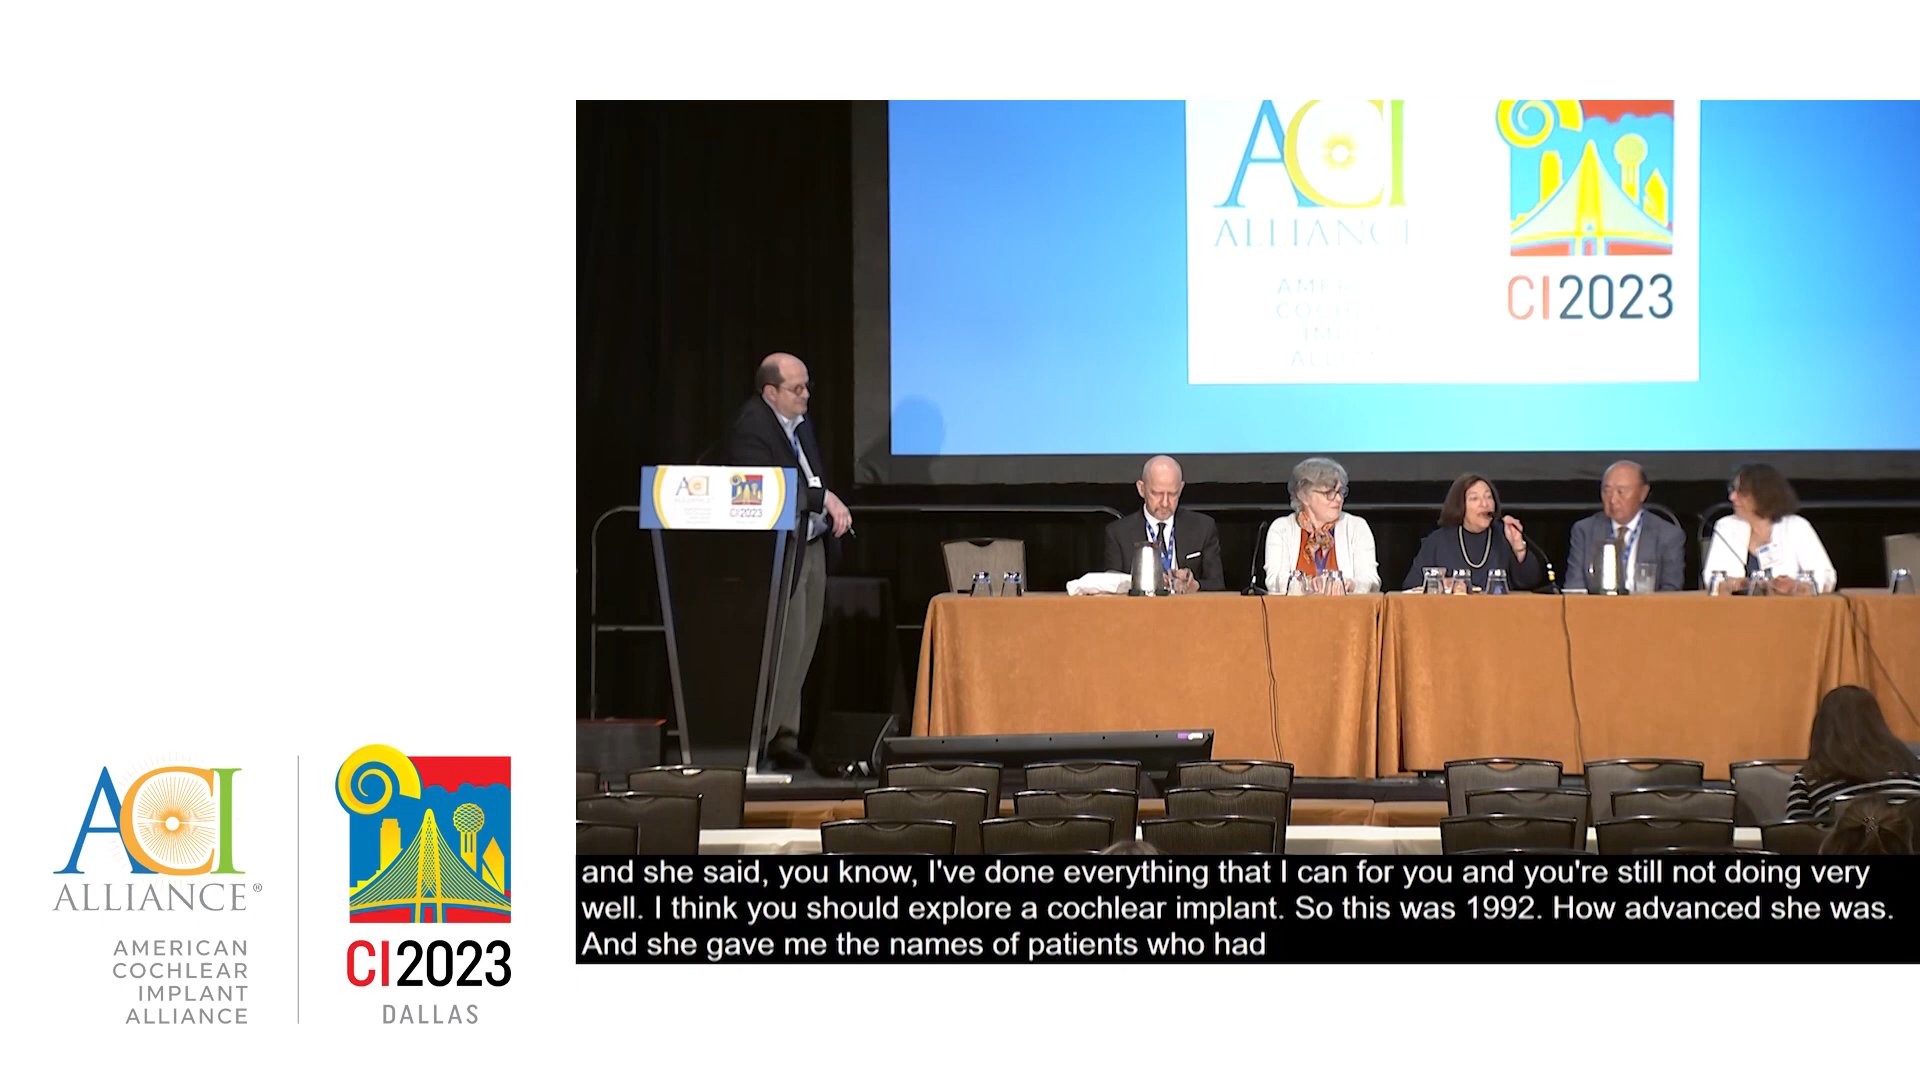 ACI
ALLIANCE
CI2023
ACI
CI2023
and she said, you know, I've done everything that I can for you and you're still not doing very
well. I think you should explore a cochlear implant. So this was 1992. How advanced she was.
And she gave me the names of patients who had
ACI
ALLIANCE®
AMERICAN
COCHLEAR
IMPLANT
ALLIANCE
CI2023
DALLAS